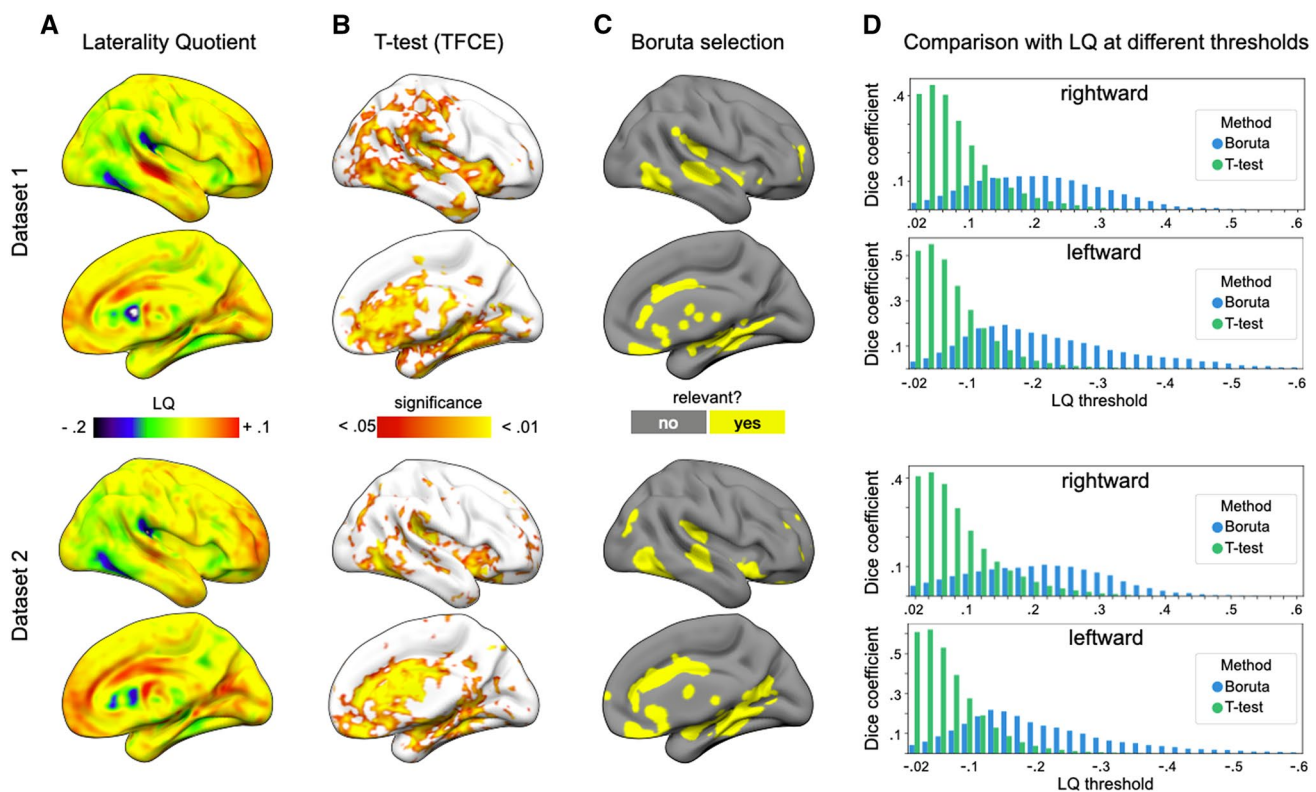 A
Laterality Quotient
B
T-test (TFCE)
C
Boruta selection
D
Comparison with LQ at different thresholds
Dataset 1
rightward
Dice coefficient
.4
.1
Method
Boruta
T-test
.02 .1 .2 .3 .4 .5 .6
leftward
Dice coefficient
.5
.3
.1
Method
Boruta
T-test
-.02 -.1 -.2 -.3 -.4 -.5 -.6
LQ threshold
LQ
- .2 + .1
significance
< .05 < .01
relevant?
no yes
Dataset 2
rightward
Dice coefficient
.4
.1
Method
Boruta
T-test
.02 .1 .2 .3 .4 .5 .6
leftward
Dice coefficient
.5
.3
.1
Method
Boruta
T-test
-.02 -.1 -.2 -.3 -.4 -.5 -.6
LQ threshold